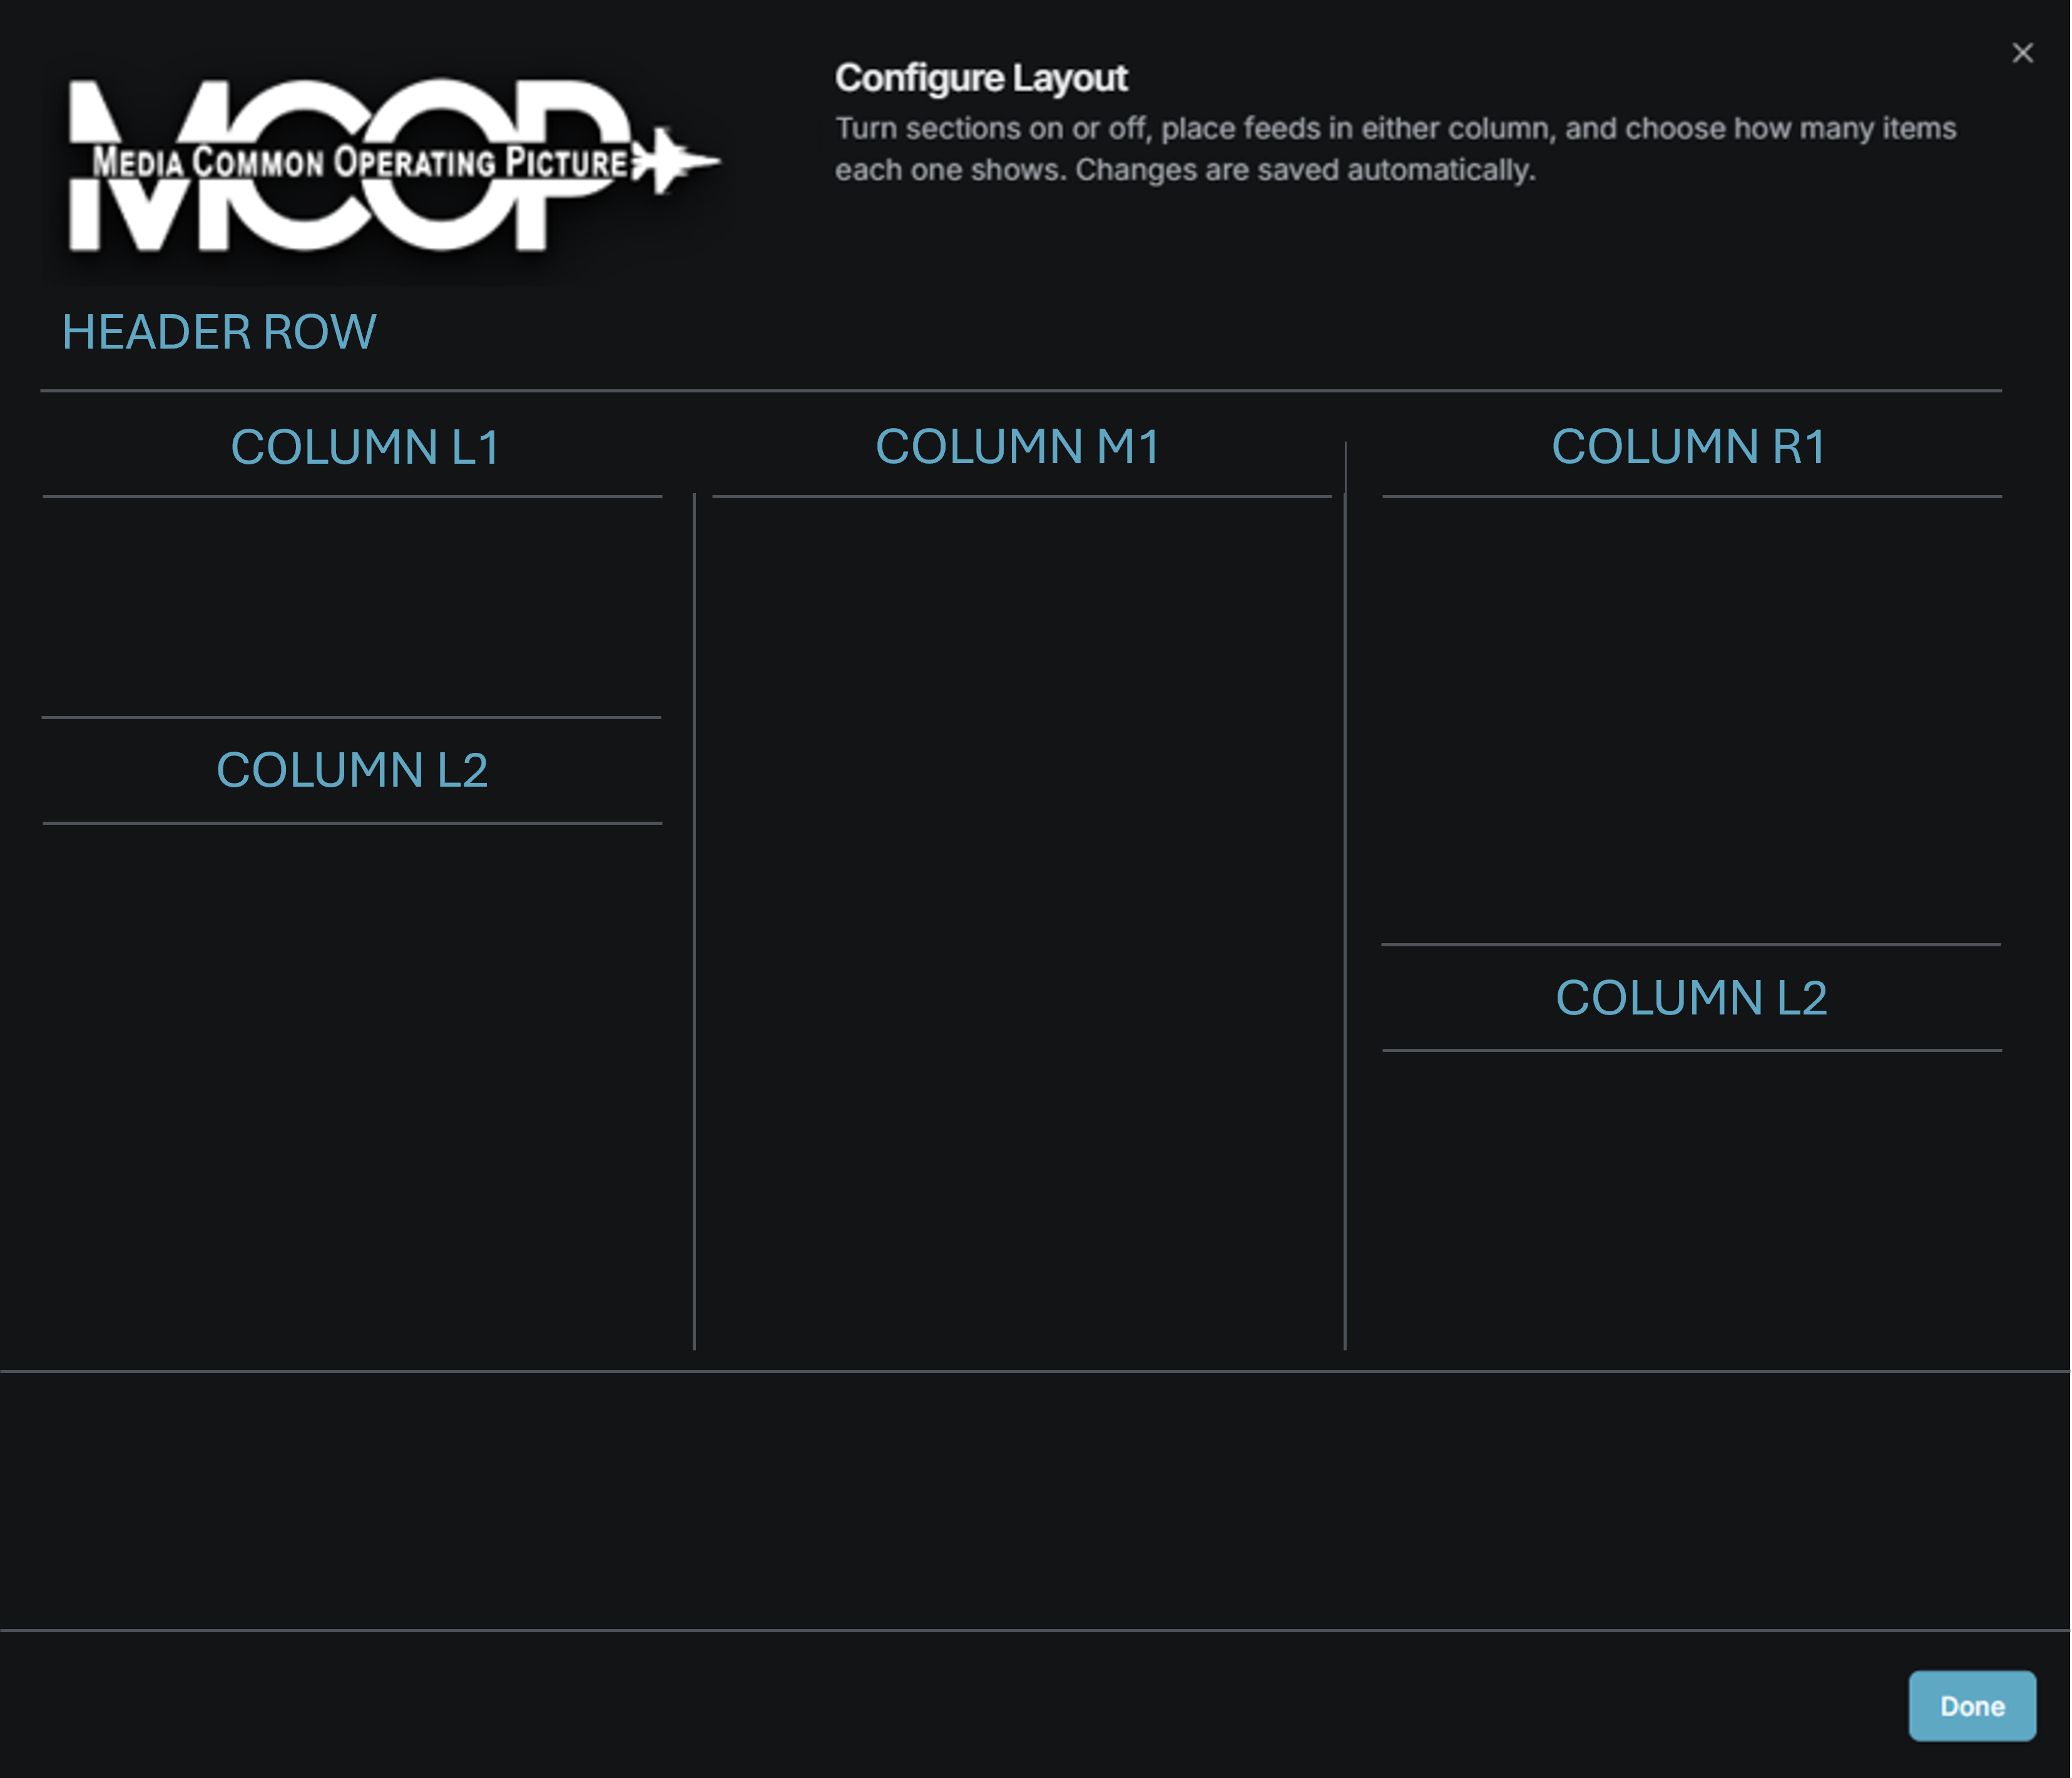 MCOP
MEDIA COMMON OPERATING PICTURE
Configure Layout
Turn sections on or off, place feeds in either column, and choose how many items
each one shows. Changes are saved automatically.
HEADER ROW
COLUMN L1
COLUMN M1
COLUMN R1
COLUMN L2
COLUMN L2
Done